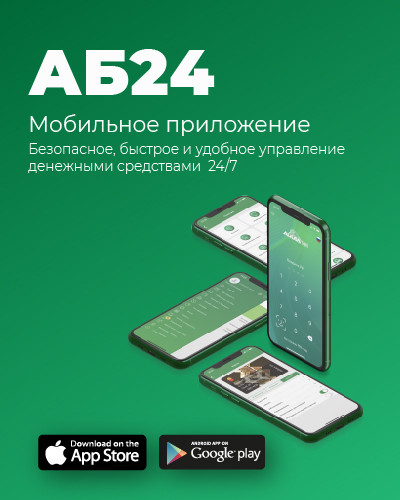 АБ24
Мобильное приложение
Безопасное, быстрое и удобное управление
денежными средствами 24/7
Download on the
App Store
ANDROID APP ON
Google play